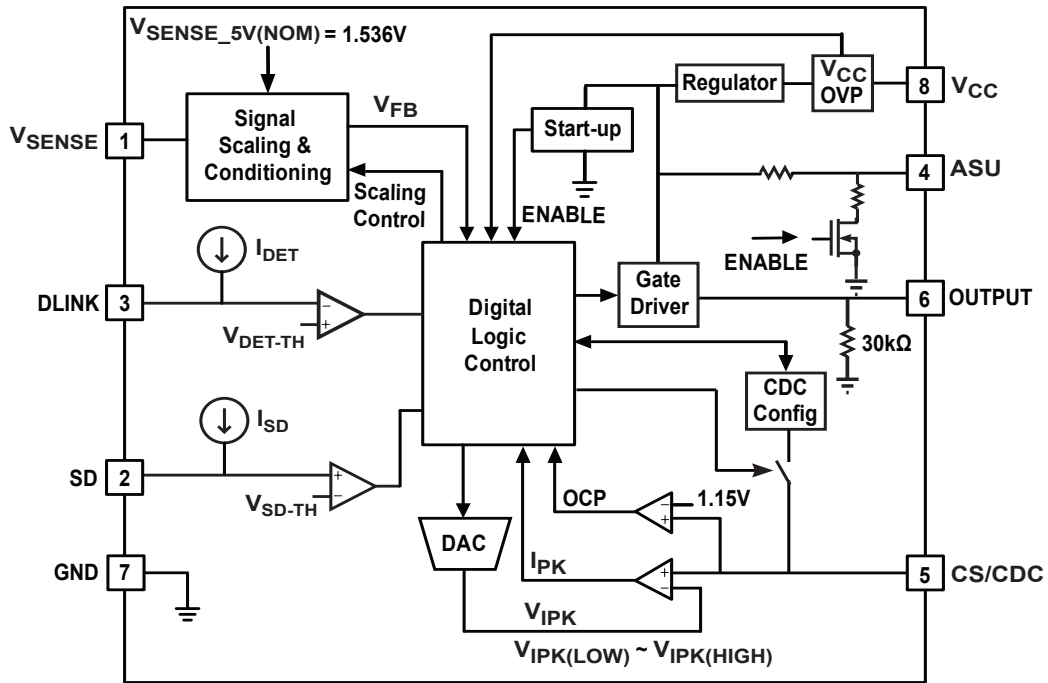 VSENSE_5V(NOM) = 1.536V
VSENSE
1
Signal
Scaling &
Conditioning
VFB
Scaling
Control
Start-up
ENABLE
Regulator
VCC
OVP
8
VCC
4
ASU
ENABLE
IDET
DLINK
3
VDET-TH
−
+
Digital
Logic
Control
Gate
Driver
6
OUTPUT
30kΩ
CDC
Config
ISD
SD
2
VSD-TH
+
−
OCP
1.15V
−
+
DAC
IPK
+
−
GND
7
5
CS/CDC
VIPK
VIPK(LOW) ~ VIPK(HIGH)